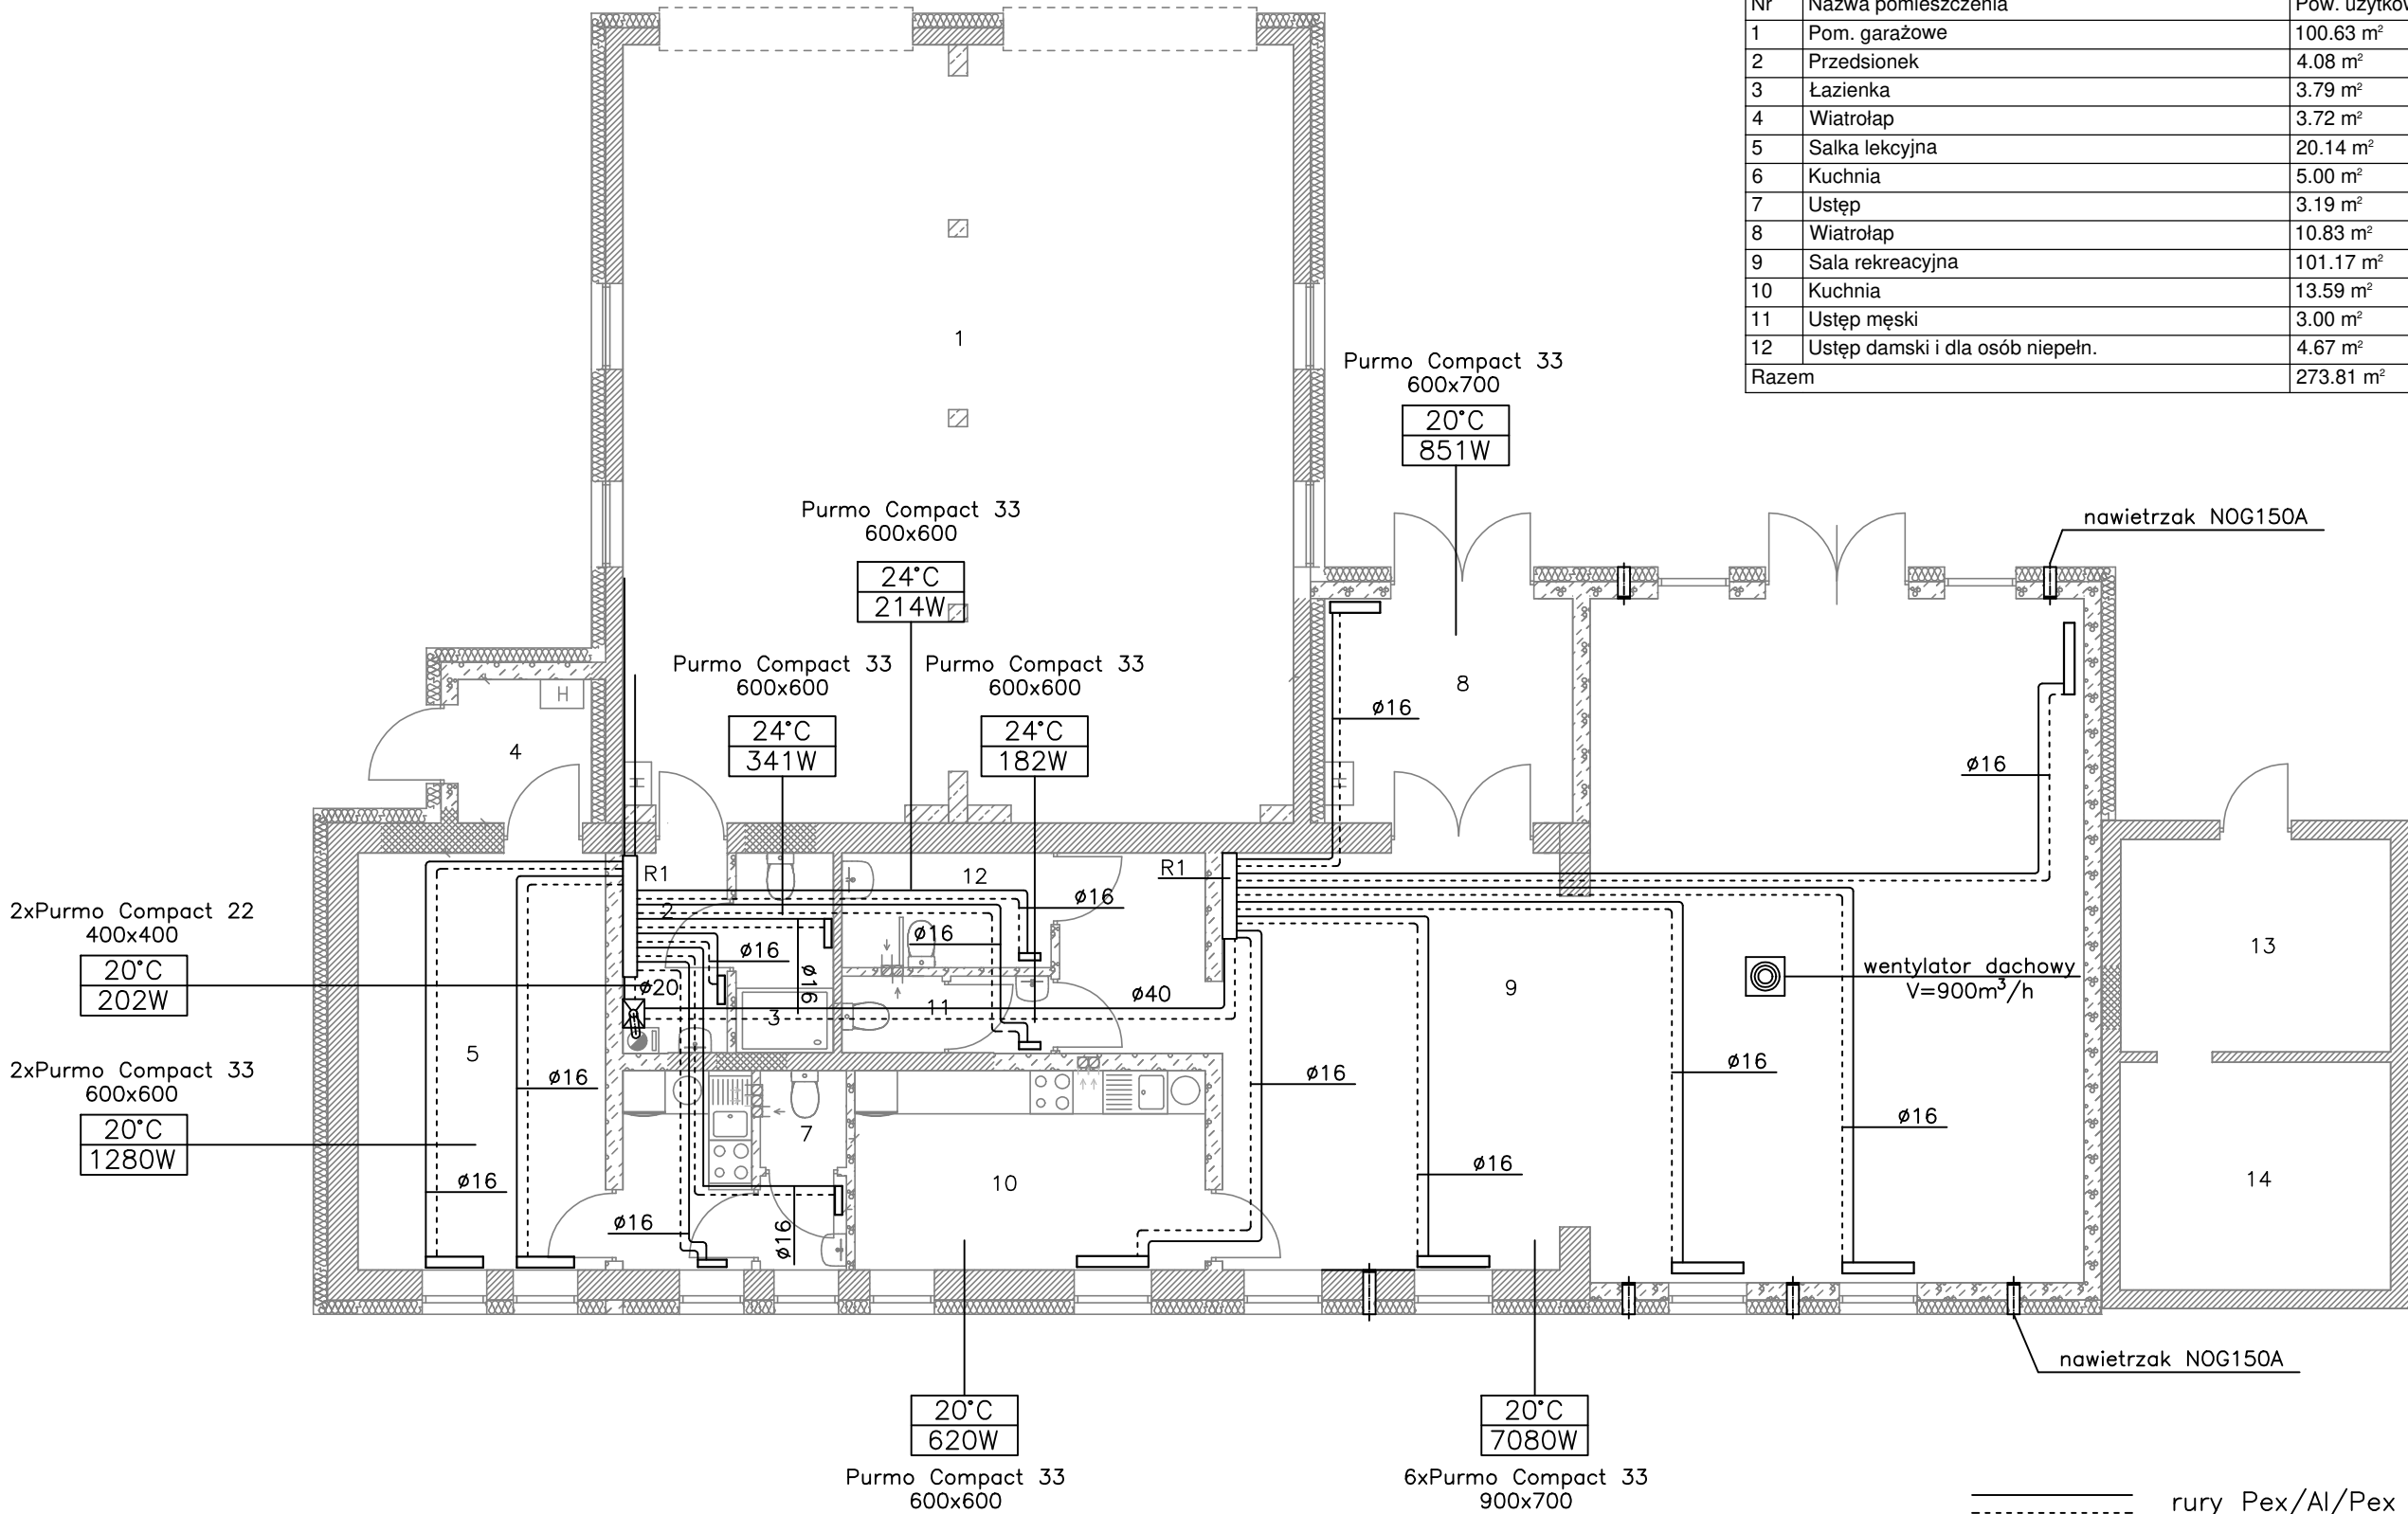 Nr Nazwa pomieszczenia
1 Pom. garażowe 100.63 m²
2 Przedsionek 4.08 m²
3 Łazienka 3.79 m²
4 Wiatrołap 3.72 m²
5 Salka lekcyjna 20.14 m²
6 Kuchnia 5.00 m²
7 Ustęp 3.19 m²
8 Wiatrołap 10.83 m²
9 Sala rekreacyjna 101.17 m²
10 Kuchnia 13.59 m²
11 Ustęp męski 3.00 m²
12 Ustęp damski i dla osób niepełn. 4.67 m²
Razem 273.81 m²
1
Purmo Compact 33
600x700
20°C
851W
Purmo Compact 33
600x600
24°C
214W
nawietrzak NOG150A
Purmo Compact 33
600x600
24°C
341W
Purmo Compact 33
600x600
24°C
182W
H
4
H
H
8
ø16
ø16
R1
12
R1
2
ø16
2xPurmo Compact 22
400x400
20°C
202W
ø16
ø16
ø16
ø20
3
11
ø40
9
wentylator dachowy
V=900m³/h
13
5
2xPurmo Compact 33
600x600
20°C
1280W
ø16
ø16
ø16
ø16
7
10
ø16
14
ø16
ø16
ø16
nawietrzak NOG150A
20°C
620W
Purmo Compact 33
600x600
20°C
7080W
6xPurmo Compact 33
900x700
rury Pex/Al/Pex